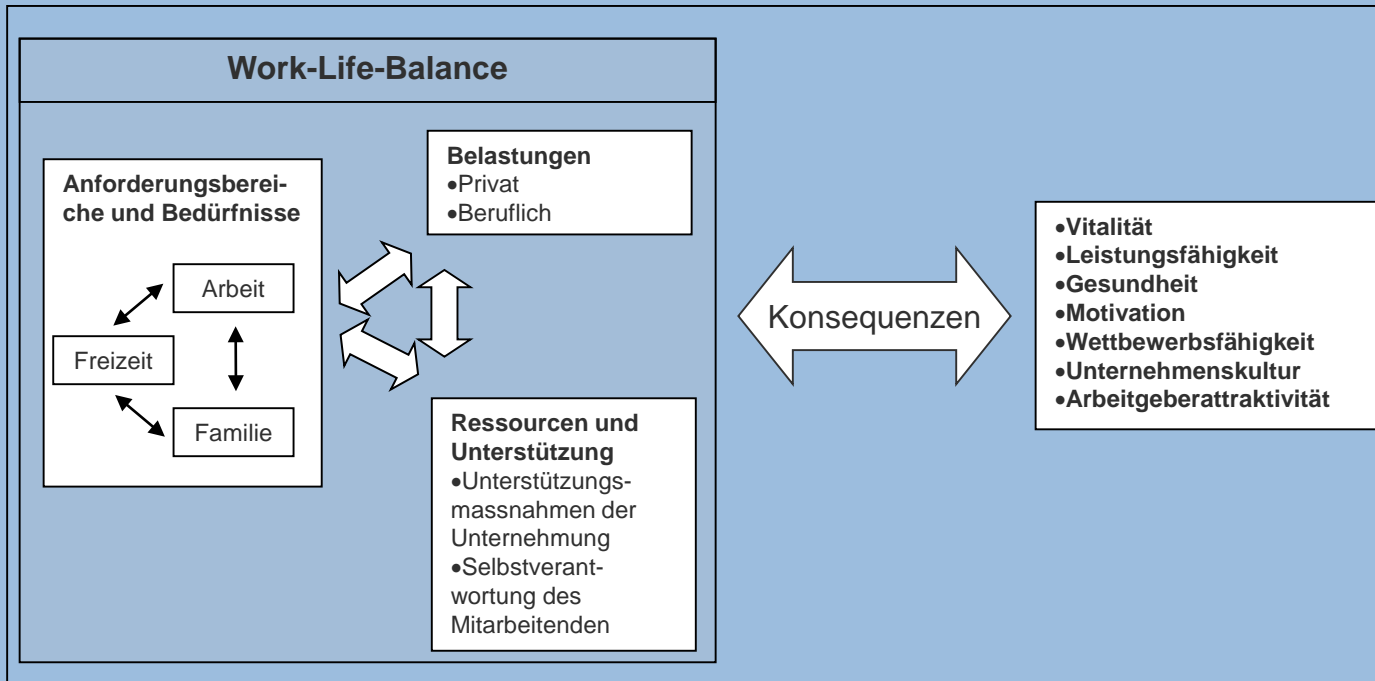 Work-Life-Balance
Anforderungsberei-
che und Bedürfnisse
Arbeit
Freizeit
Familie
Belastungen
•Privat
•Beruflich
Ressourcen und
Unterstützung
•Unterstützungs-
massnahmen der
Unternehmung
•Selbstverant-
wortung des
Mitarbeitenden
Konsequenzen
•Vitalität
•Leistungsfähigkeit
•Gesundheit
•Motivation
•Wettbewerbsfähigkeit
•Unternehmenskultur
•Arbeitgeberattraktivität